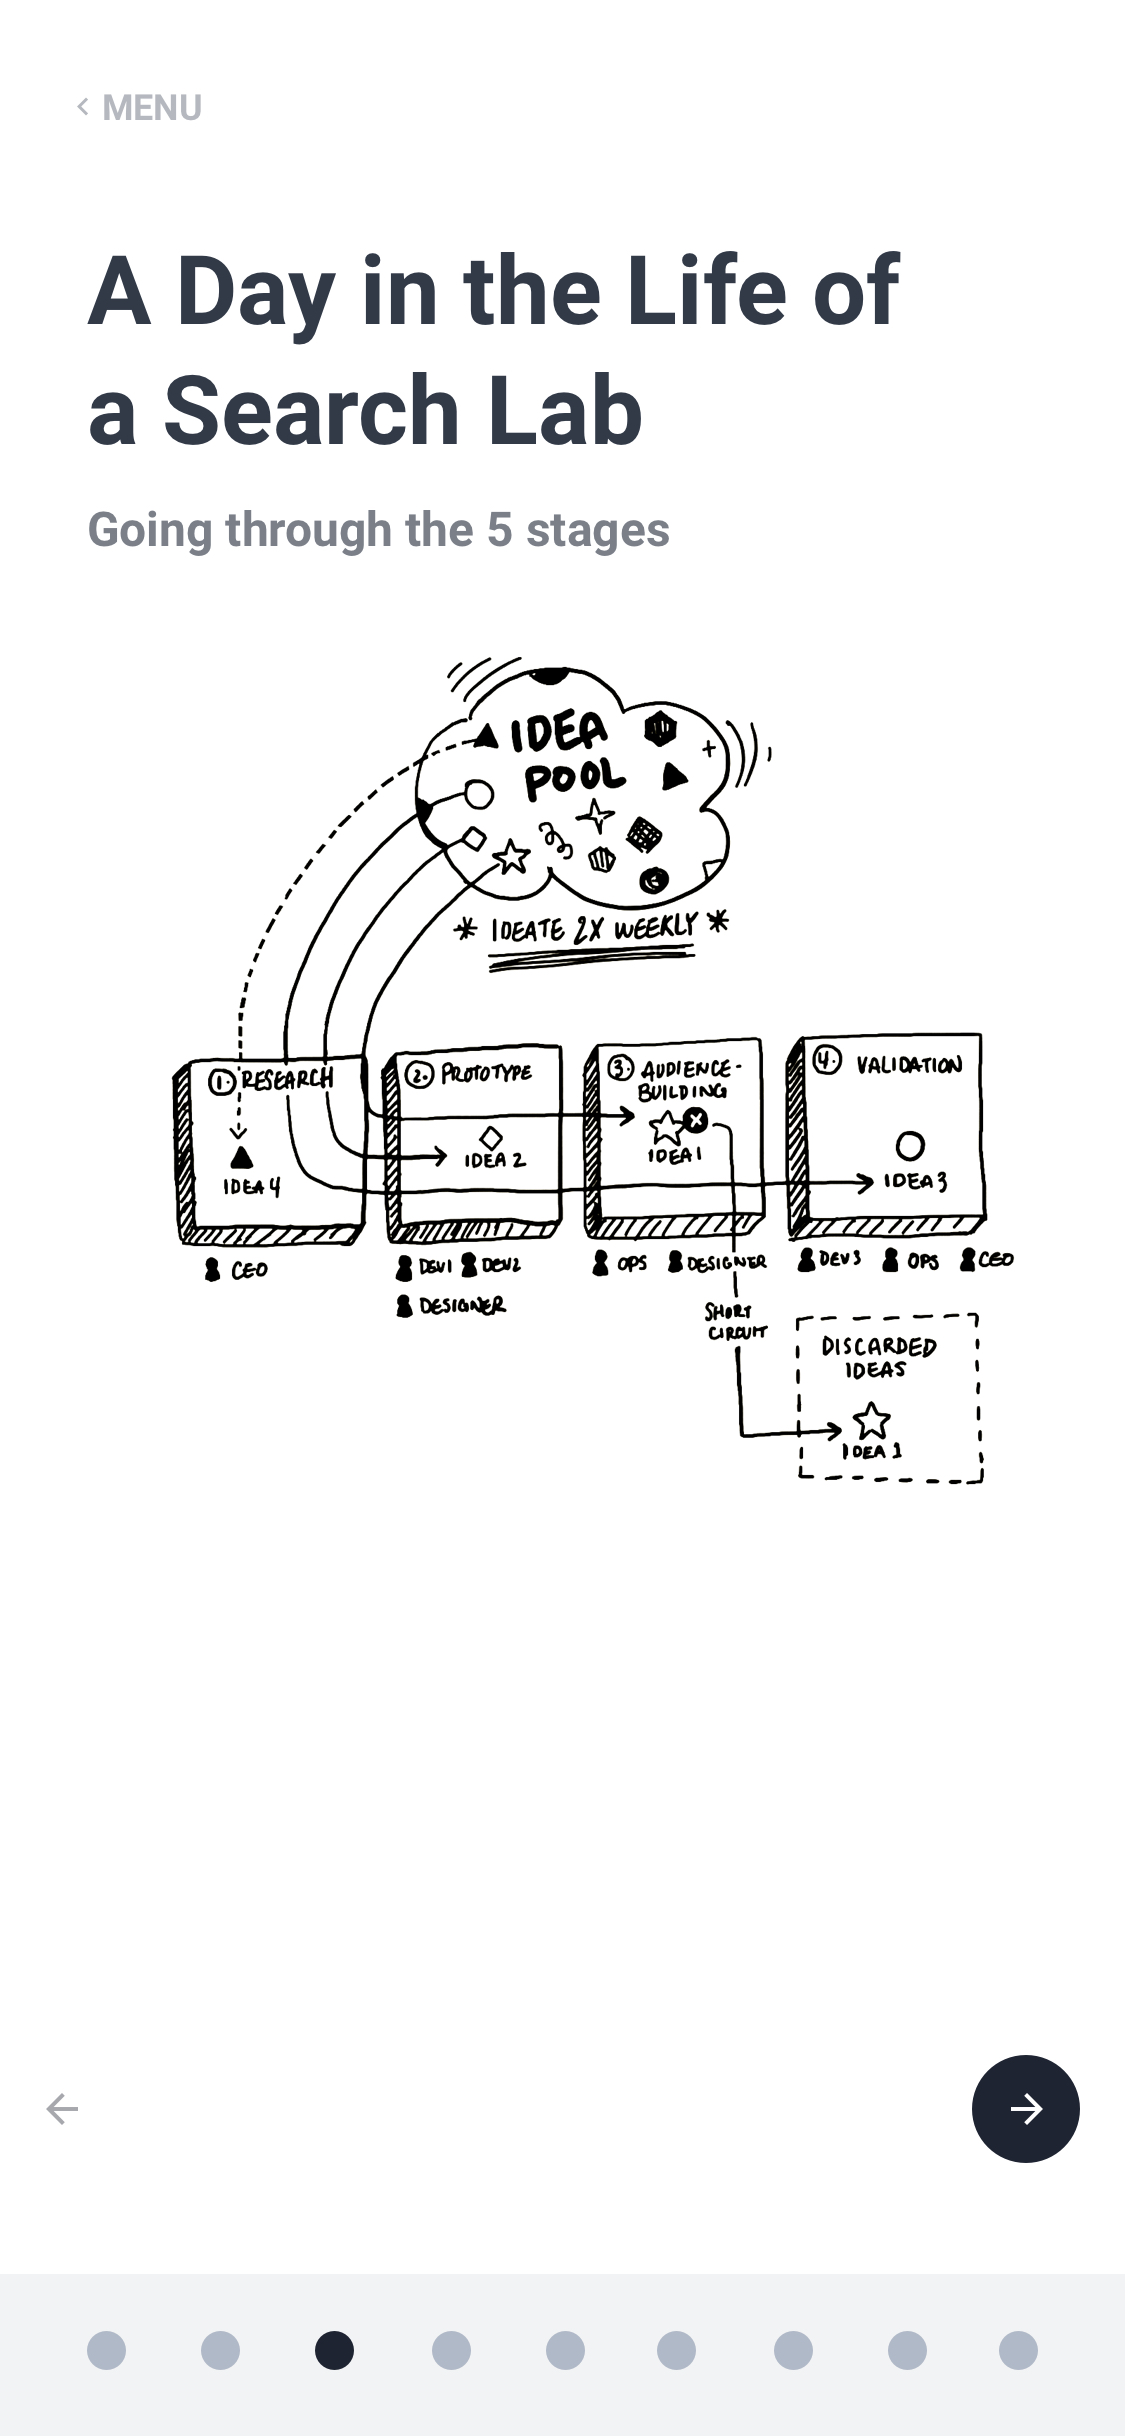 MENU
A Day in the Life of
a Search Lab
Going through the 5 stages
IDEA
POOL
* IDEATE 2X WEEKLY *
1. RESEARCH
IDEA 4
CEO
2. PROTOTYPE
IDEA 2
DEV1 DEV2
DESIGNER
3. AUDIENCE-
BUILDING
IDEA 1
OPS DESIGNER
4. VALIDATION
IDEA 3
DEV3 OPS CEO
SHORT
CIRCUIT
DISCARDED
IDEAS
IDEA 1